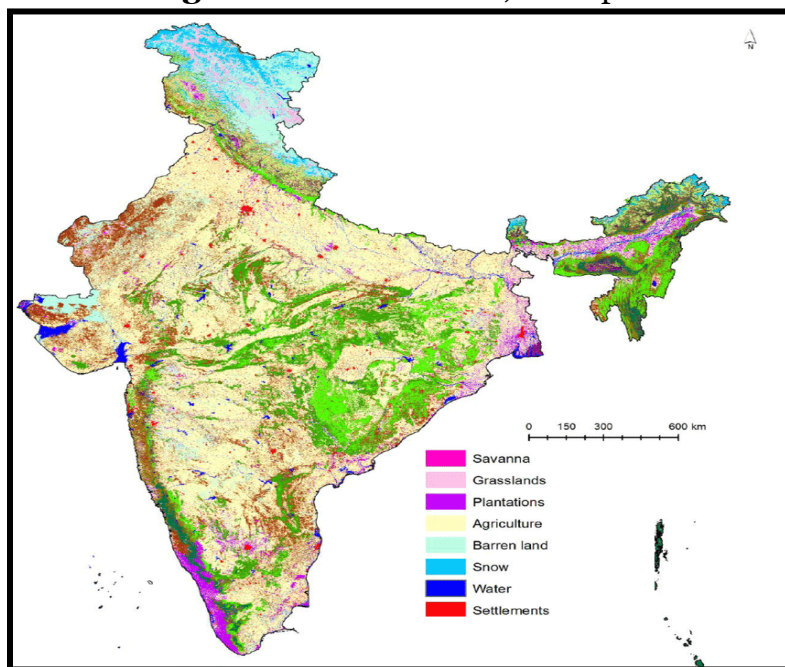 N
0 150 300 600 km
Savanna
Grasslands
Plantations
Agriculture
Barren land
Snow
Water
Settlements